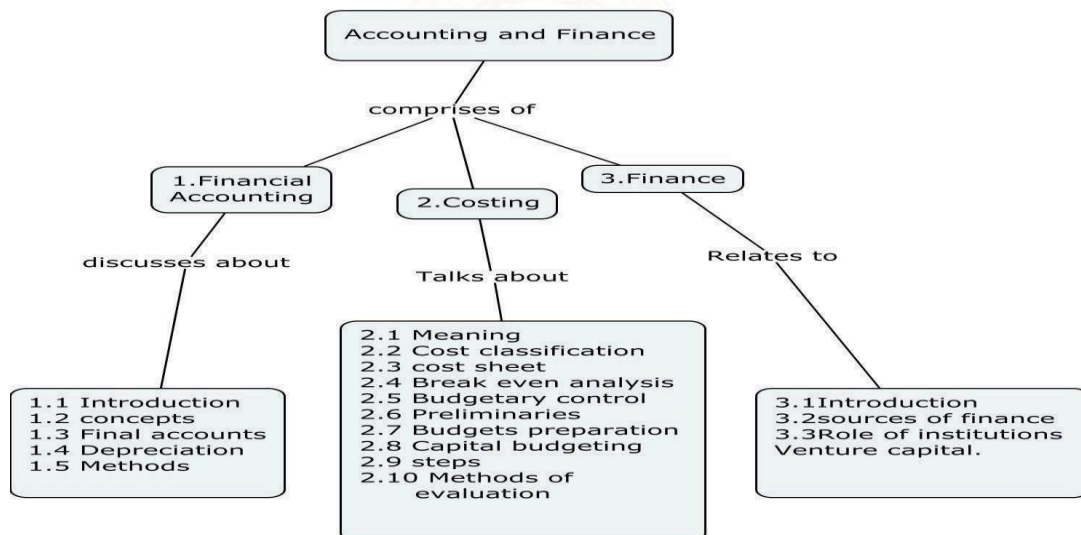 Accounting and Finance
comprises of
1.Financial
Accounting
2.Costing
3.Finance
discusses about
Talks about
Relates to
1.1 Introduction
1.2 concepts
1.3 Final accounts
1.4 Depreciation
1.5 Methods
2.1 Meaning
2.2 Cost classification
2.3 cost sheet
2.4 Break even analysis
2.5 Budgetary control
2.6 Preliminaries
2.7 Budgets preparation
2.8 Capital budgeting
2.9 steps
2.10 Methods of
evaluation
3.1Introduction
3.2sources of finance
3.3Role of institutions
Venture capital.